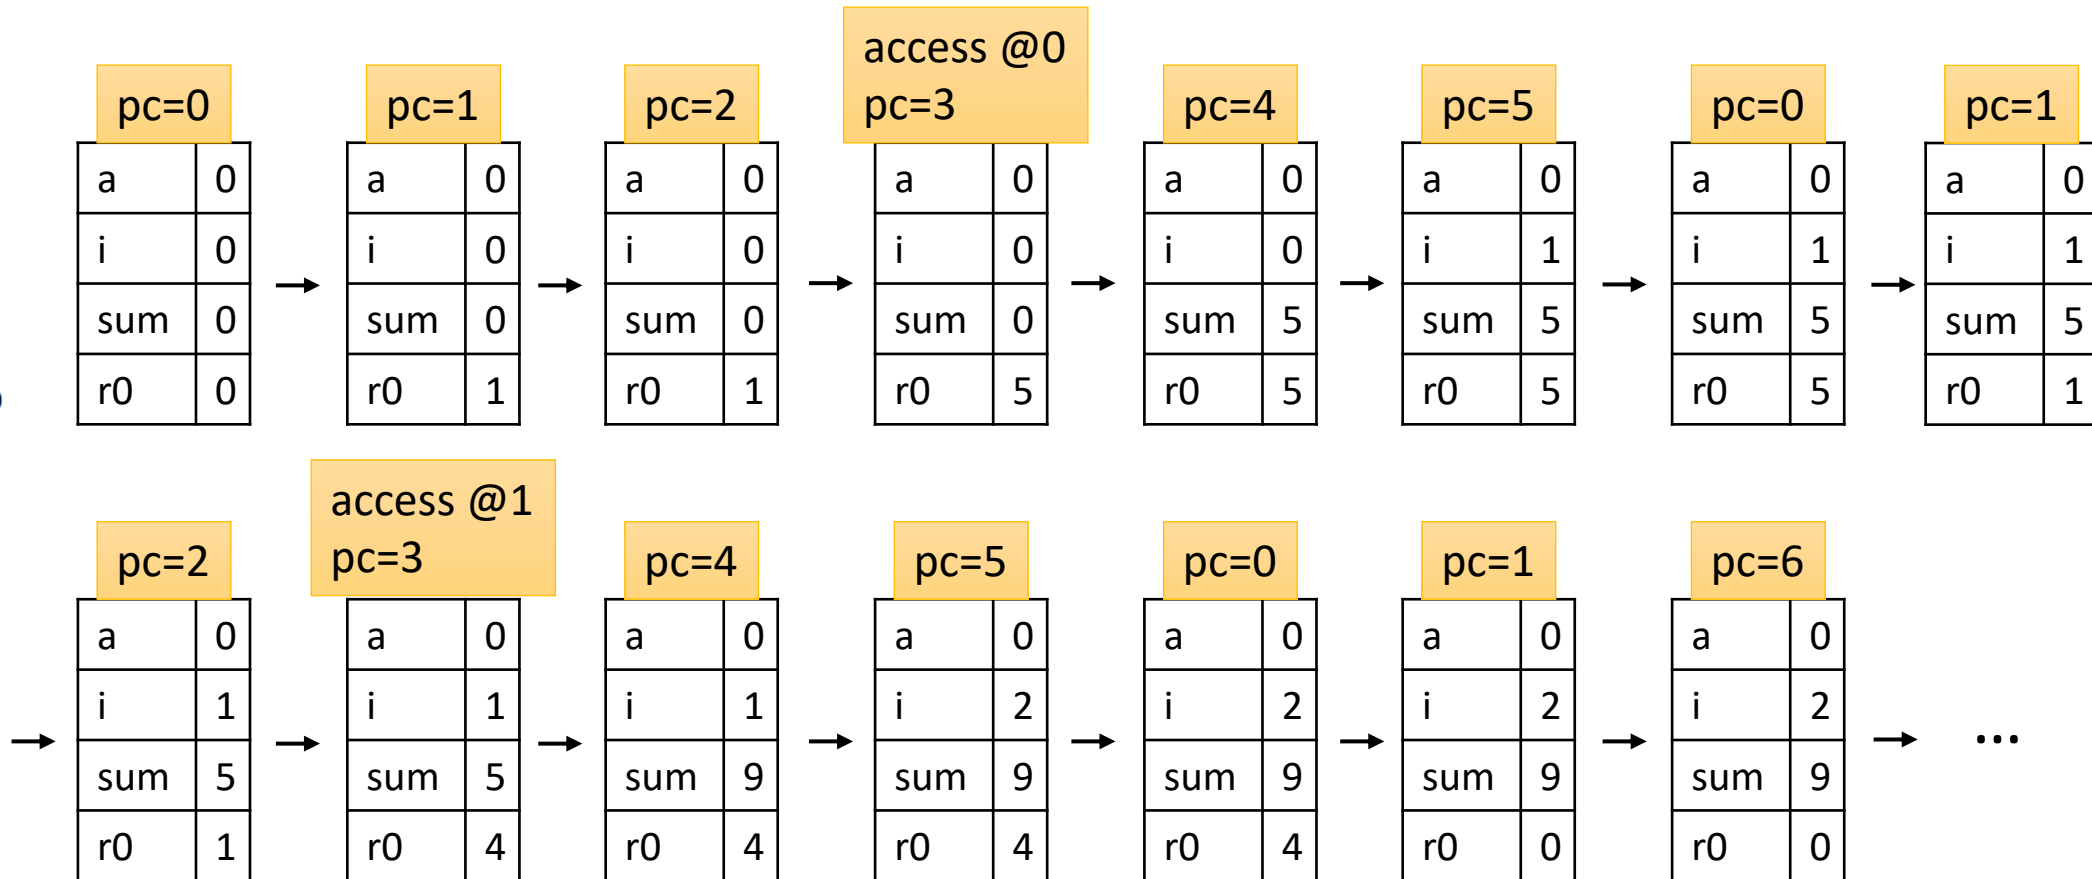 pc=0 pc=1 pc=2 access @0 pc=4 pc=5 pc=0 pc=1
pc=3
a 0 a 0 a 0 a 0 a 0 a 0 a 0 a 0
i 0 i 0 i 0 i 0 i 0 i 1 i 1 i 1
→ → → → → → →
sum 0 sum 0 sum 0 sum 0 sum 5 sum 5 sum 5 sum 5
r0 0 r0 1 r0 1 r0 5 r0 5 r0 5 r0 5 r0 1
pc=2 access @1 pc=4 pc=5 pc=0 pc=1 pc=6
pc=3
a 0 a 0 a 0 a 0 a 0 a 0 a 0
i 1 i 1 i 1 i 2 i 2 i 2 i 2
→ → → → → → → → ...
sum 5 sum 5 sum 9 sum 9 sum 9 sum 9 sum 9
r0 1 r0 4 r0 4 r0 4 r0 4 r0 0 r0 0